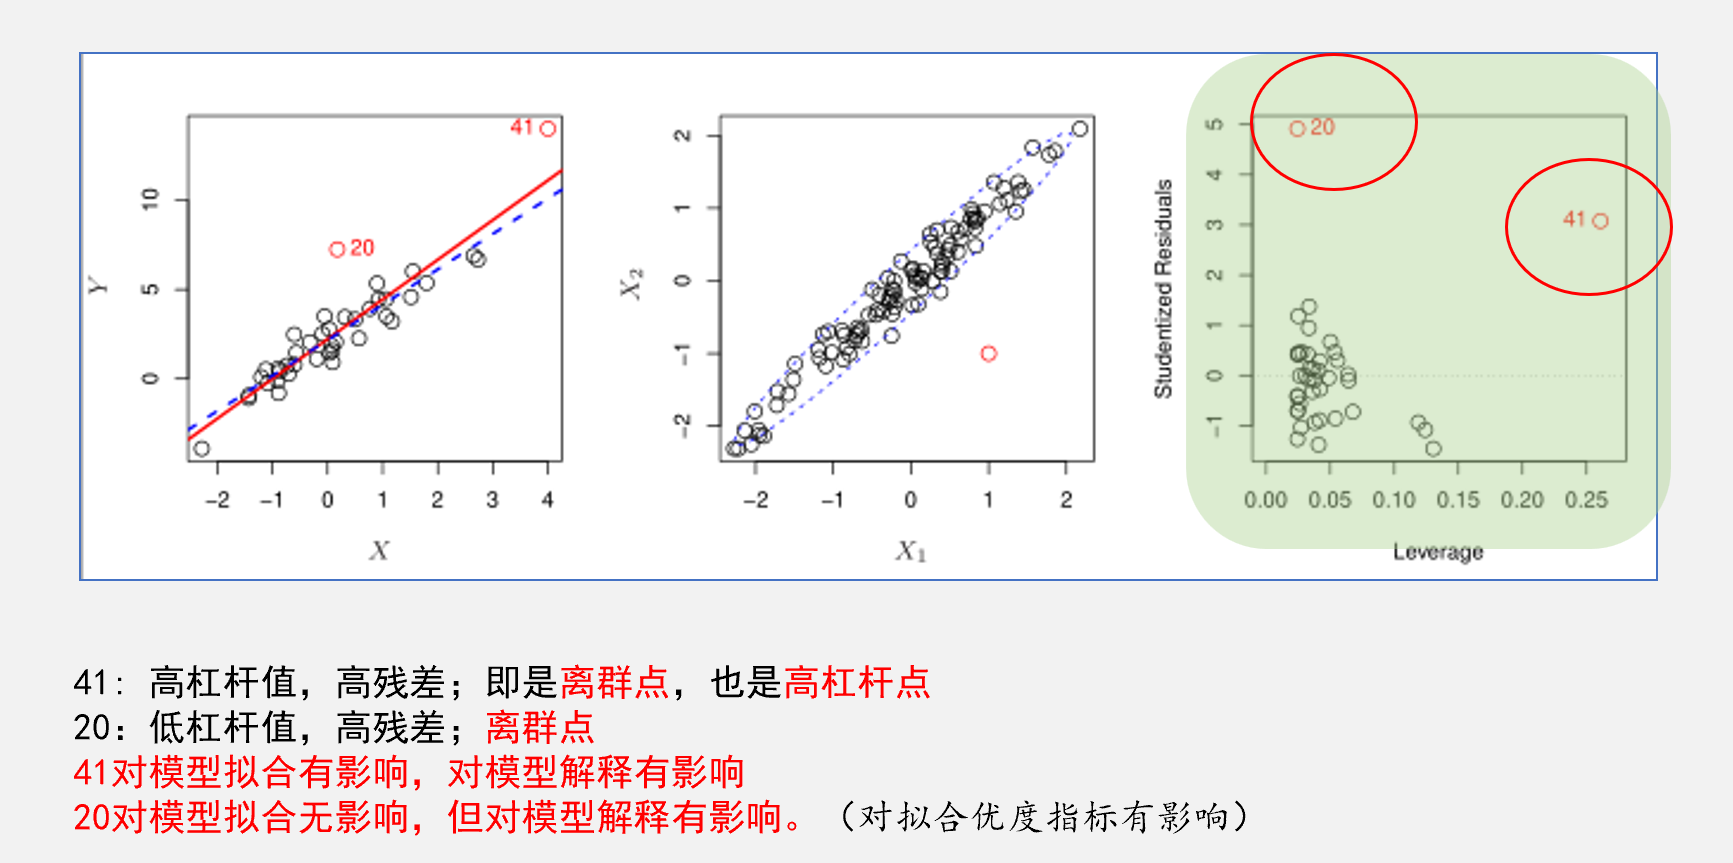 41
20
Y
10
5
0
−2 −1 0 1 2 3 4
X
X₂
2
1
0
−1
−2
−2 −1 0 1 2
X₁
Studentized Residuals
5
4
3
2
1
0
−1
20
41
0.00 0.05 0.10 0.15 0.20 0.25
Leverage
41: 高杠杆值，高残差；即是离群点，也是高杠杆点
20：低杠杆值，高残差；离群点
41对模型拟合有影响，对模型解释有影响
20对模型拟合无影响，但对模型解释有影响。（对拟合优度指标有影响）